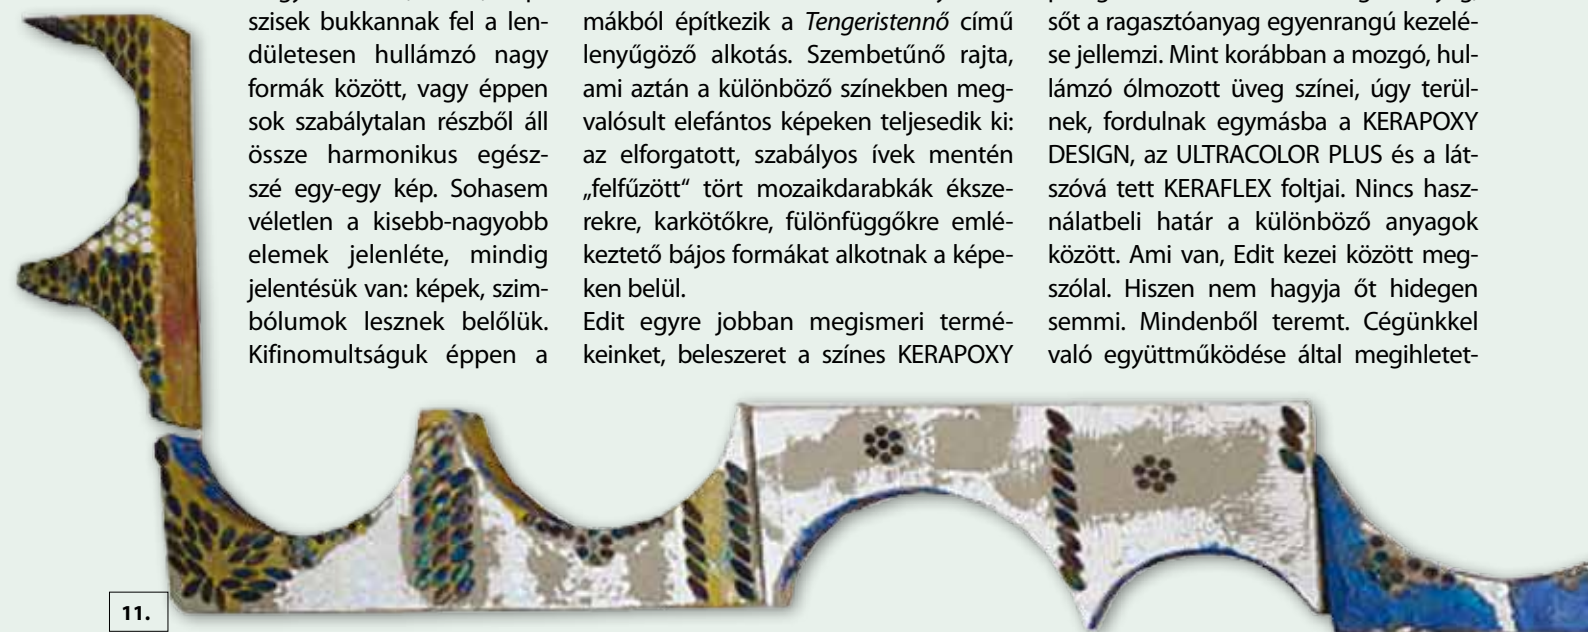 szisek bukkannak fel a len-
dületesen hullámzó nagy
formák között, vagy éppen
sok szabálytalan részből áll
össze harmonikus egész-
szé egy-egy kép. Sohasem
véletlen a kisebb-nagyobb
elemek jelenléte, mindig
jelentésük van: képek, szim-
bólumok lesznek belőlük.
Kifinomultságuk éppen a
mákból építkezik a Tengeristennő című
lenyűgöző alkotás. Szembetűnő rajta,
ami aztán a különböző színekben meg-
valósult elefántos képeken teljesedik ki:
az elforgatott, szabályos ívek mentén
„felfűzött“ tört mozaikdarabkák éksze-
rekre, karkötőkre, fülönfüggőkre emlé-
keztető bájos formákat alkotnak a képe-
ken belül.
Edit egyre jobban megismeri termé-
keinket, beleszeret a színes KERAPOXY
sőt a ragasztóanyag egyenrangú kezelé-
se jellemzi. Mint korábban a mozgó, hul-
lámzó ólmozott üveg színei, úgy terül-
nek, fordulnak egymásba a KERAPOXY
DESIGN, az ULTRACOLOR PLUS és a lát-
szóvá tett KERAFLEX foltjai. Nincs hasz-
nálatbeli határ a különböző anyagok
között. Ami van, Edit kezei között meg-
szólal. Hiszen nem hagyja őt hidegen
semmi. Mindenből teremt. Cégünkkel
való együttműködése által megihletet-
11.